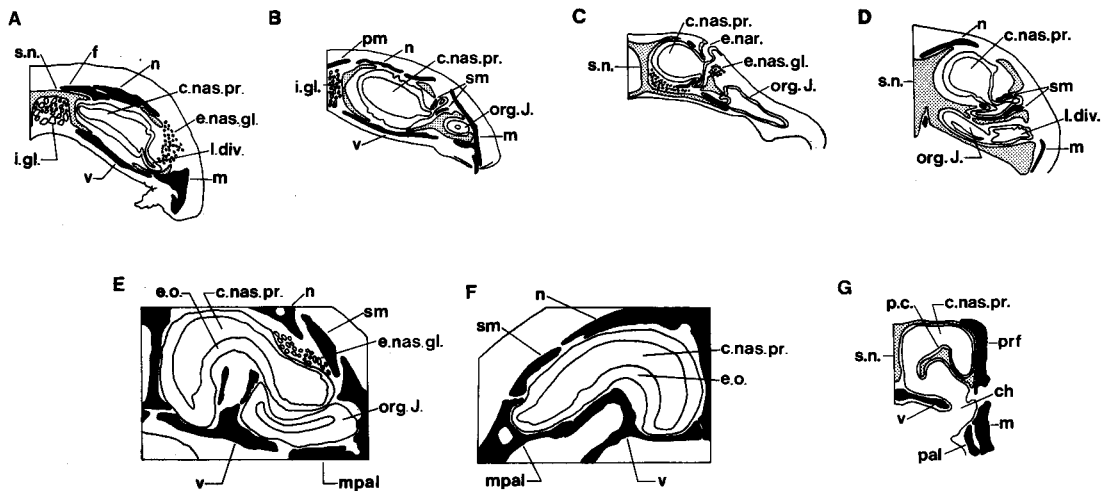 A
s.n.
f
n
c.nas.pr.
e.nas.gl.
l.div.
i.gl.
v
m
B
pm
n
c.nas.pr.
i.gl.
sm
org.J.
m
v
C
c.nas.pr.
e.nar.
s.n.
e.nas.gl.
org.J.
D
n
c.nas.pr.
s.n.
sm
l.div.
org.J.
m
E
e.o.
c.nas.pr.
n
sm
e.nas.gl.
org.J.
v
mpal
F
n
sm
c.nas.pr.
e.o.
mpal
v
G
p.c.
c.nas.pr.
s.n.
prf
ch
v
m
pal